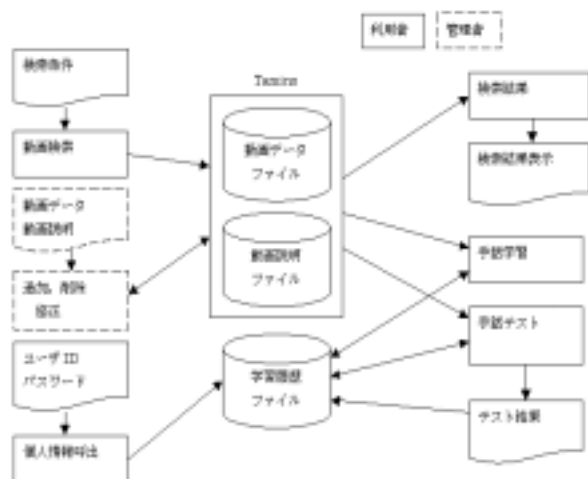 利用者
管理者
検索条件
Tamino
検索結果
動画検索
動画データ
ファイル
検索結果表示
動画データ
動画説明
動画説明
ファイル
手話学習
追加、削除
修正
手話テスト
ユーザID
パスワード
学習履歴
ファイル
テスト結果
個人情報呼出